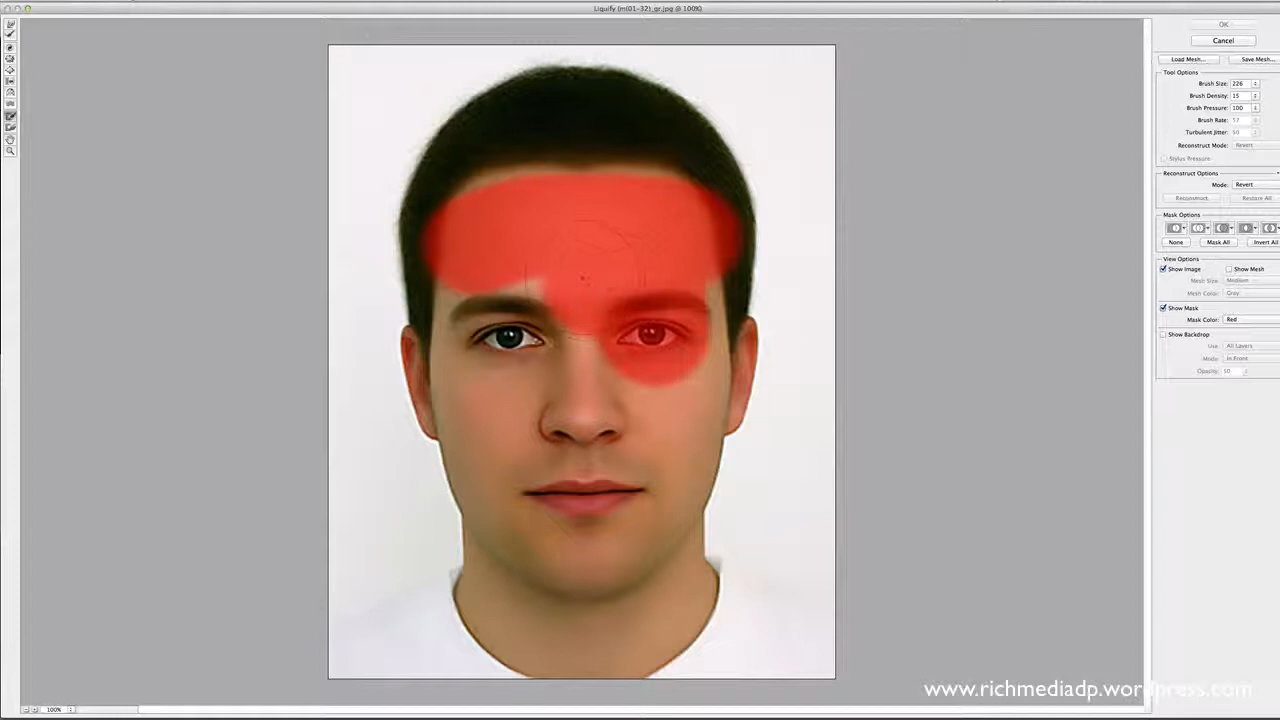 Liquify (m(01-32)_gr.jpg @ 100%)
OK
Cancel
Load Mesh... Save Mesh...
Tool Options
Brush Size: 226
Brush Density: 15
Brush Pressure: 100
Brush Rate: 57
Turbulent Jitter: 50
Reconstruct Mode: Revert
Stylus Pressure
Reconstruct Options
Mode: Revert
Reconstruct Restore All
Mask Options
None Mask All Invert All
View Options
Show Image Show Mesh
Mesh Size: Medium
Mesh Color: Gray
Show Mask
Mask Color: Red
Show Backdrop
Use: All Layers
Mode: In Front
Opacity: 50
www.richmediadp.wordpress.com
100%